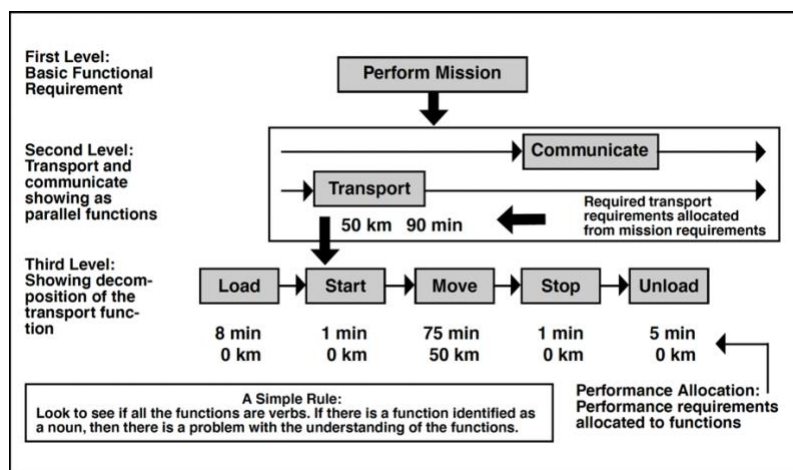 First Level:
Basic Functional
Requirement
Perform Mission
Second Level:
Transport and
communicate
showing as
parallel functions
Communicate
Transport
50 km 90 min
Required transport
requirements allocated
from mission requirements
Third Level:
Showing decom-
position of the
transport func-
tion
Load
Start
Move
Stop
Unload
8 min
0 km
1 min
0 km
75 min
50 km
1 min
0 km
5 min
0 km
A Simple Rule:
Look to see if all the functions are verbs. If there is a function identified as
a noun, then there is a problem with the understanding of the functions.
Performance Allocation:
Performance requirements
allocated to functions